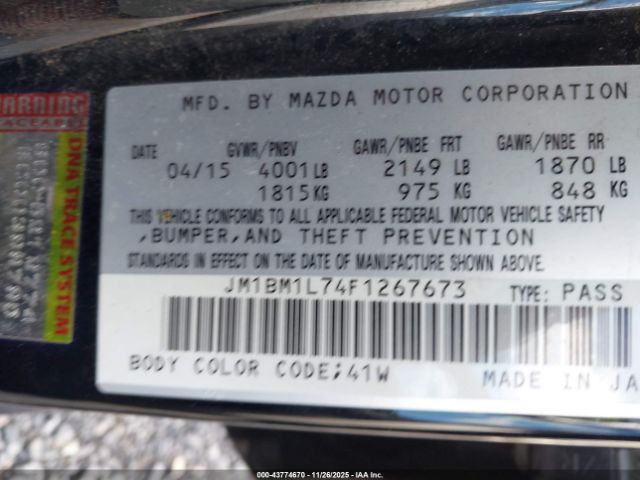 MFD. BY MAZDA MOTOR CORPORATION
DATE GVWR/PNBV GAWR/PNBE FRT GAWR/PNBE RR
04/15 4001 LB 2149 LB 1870 LB
1815 KG 975 KG 848 KG
THIS VEHICLE CONFORMS TO ALL APPLICABLE FEDERAL MOTOR VEHICLE SAFETY
,BUMPER,AND THEFT PREVENTION
STANDARDS IN EFFECT ON THE DATE OF MANUFACTURE SHOWN ABOVE.
JM1BM1L74F1267673 TYPE: PASS
BODY COLOR CODE;41W
MADE IN JA
WARNING
DNA TRACE SYSTEM
000-43774670 11/26/2025 IAA Inc.